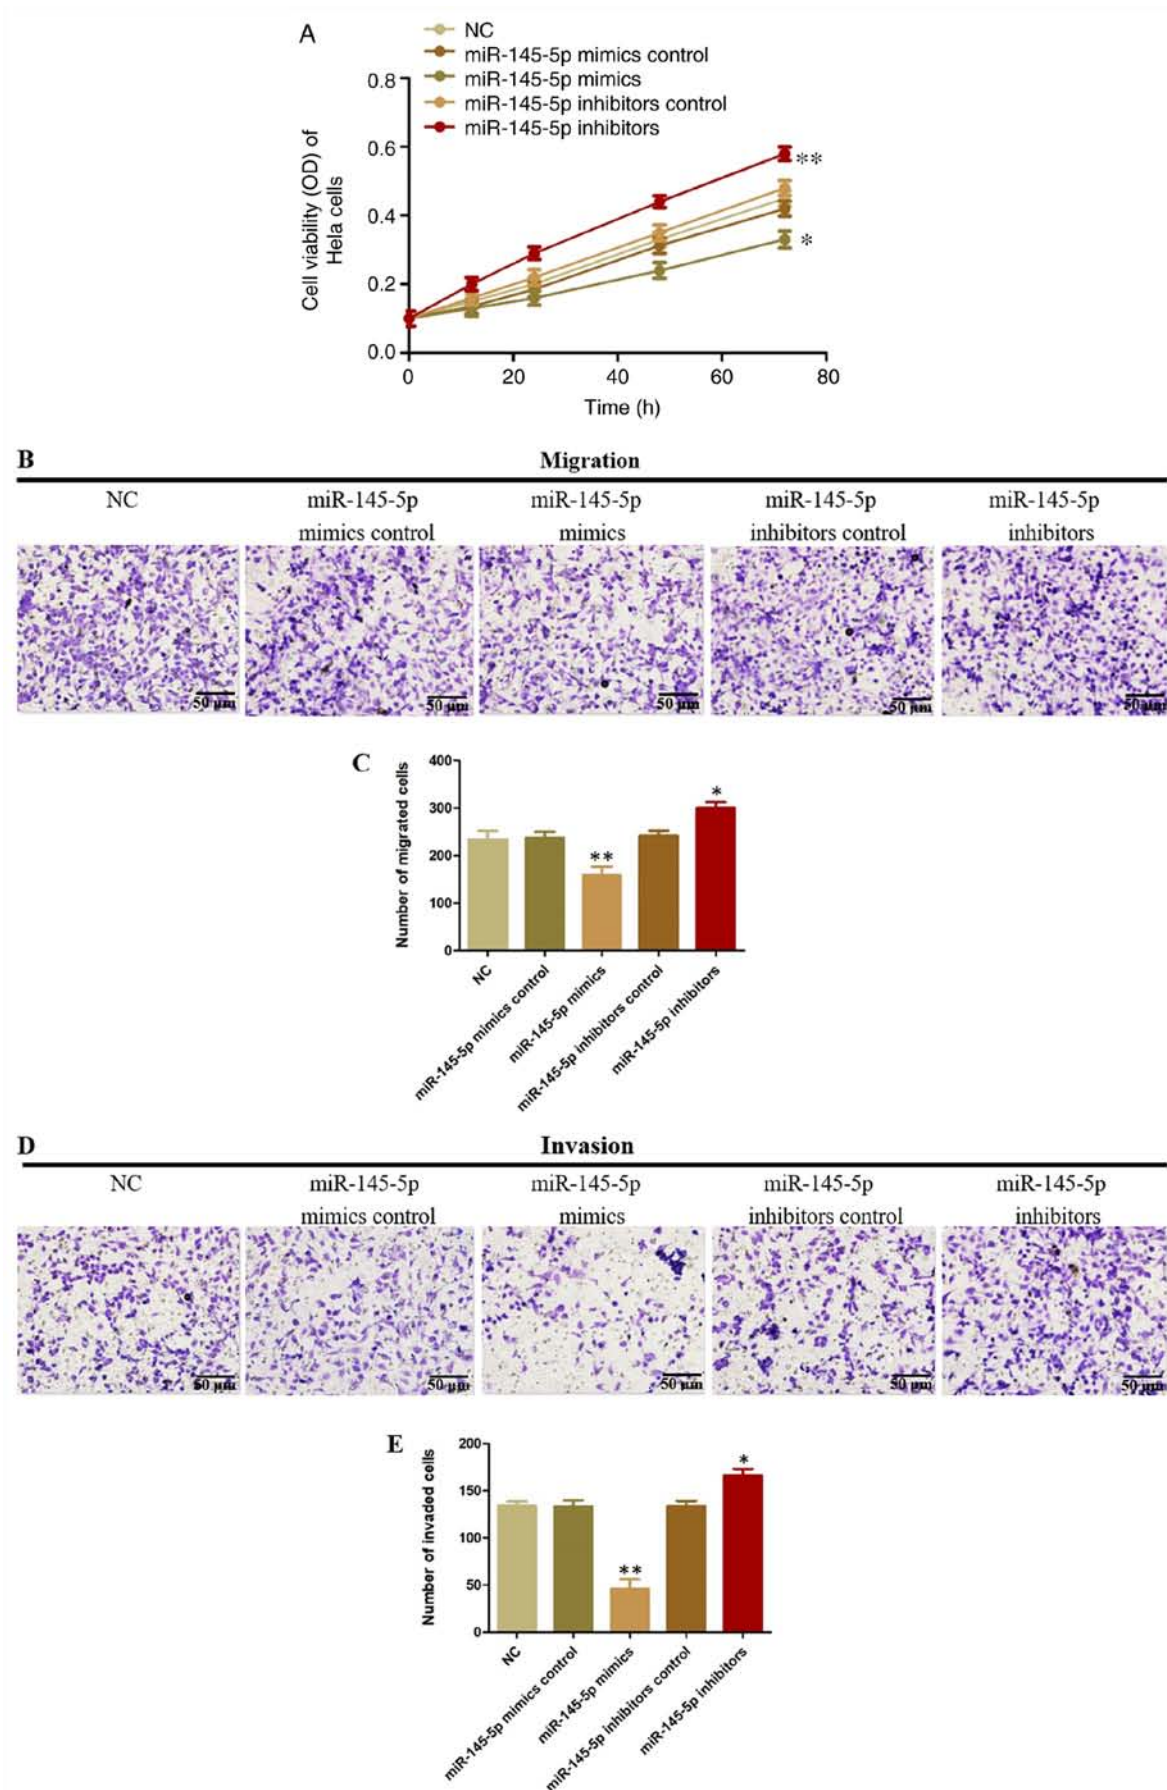 A
NC
miR-145-5p mimics control
miR-145-5p mimics
miR-145-5p inhibitors control
miR-145-5p inhibitors
Cell viability (OD) of
Hela cells
0.8
0.6
0.4
0.2
0.0
**
*
0 20 40 60 80
Time (h)
B
Migration
NC miR-145-5p miR-145-5p miR-145-5p miR-145-5p
mimics control mimics inhibitors control inhibitors
50 μm 50 μm 50 μm 50 μm 50 μm
C
Number of migrated cells
400
300
200
100
0
**
*
NC
miR-145-5p mimics control
miR-145-5p mimics
miR-145-5p inhibitors control
miR-145-5p inhibitors
D
Invasion
NC miR-145-5p miR-145-5p miR-145-5p miR-145-5p
mimics control mimics inhibitors control inhibitors
50 μm 50 μm 50 μm 50 μm 50 μm
E
Number of invaded cells
200
150
100
50
0
**
*
NC
miR-145-5p mimics control
miR-145-5p mimics
miR-145-5p inhibitors control
miR-145-5p inhibitors